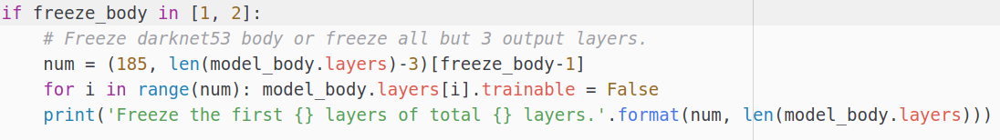 if freeze_body in [1, 2]:
    # Freeze darknet53 body or freeze all but 3 output layers.
    num = (185, len(model_body.layers)-3)[freeze_body-1]
    for i in range(num): model_body.layers[i].trainable = False
    print('Freeze the first {} layers of total {} layers.'.format(num, len(model_body.layers)))